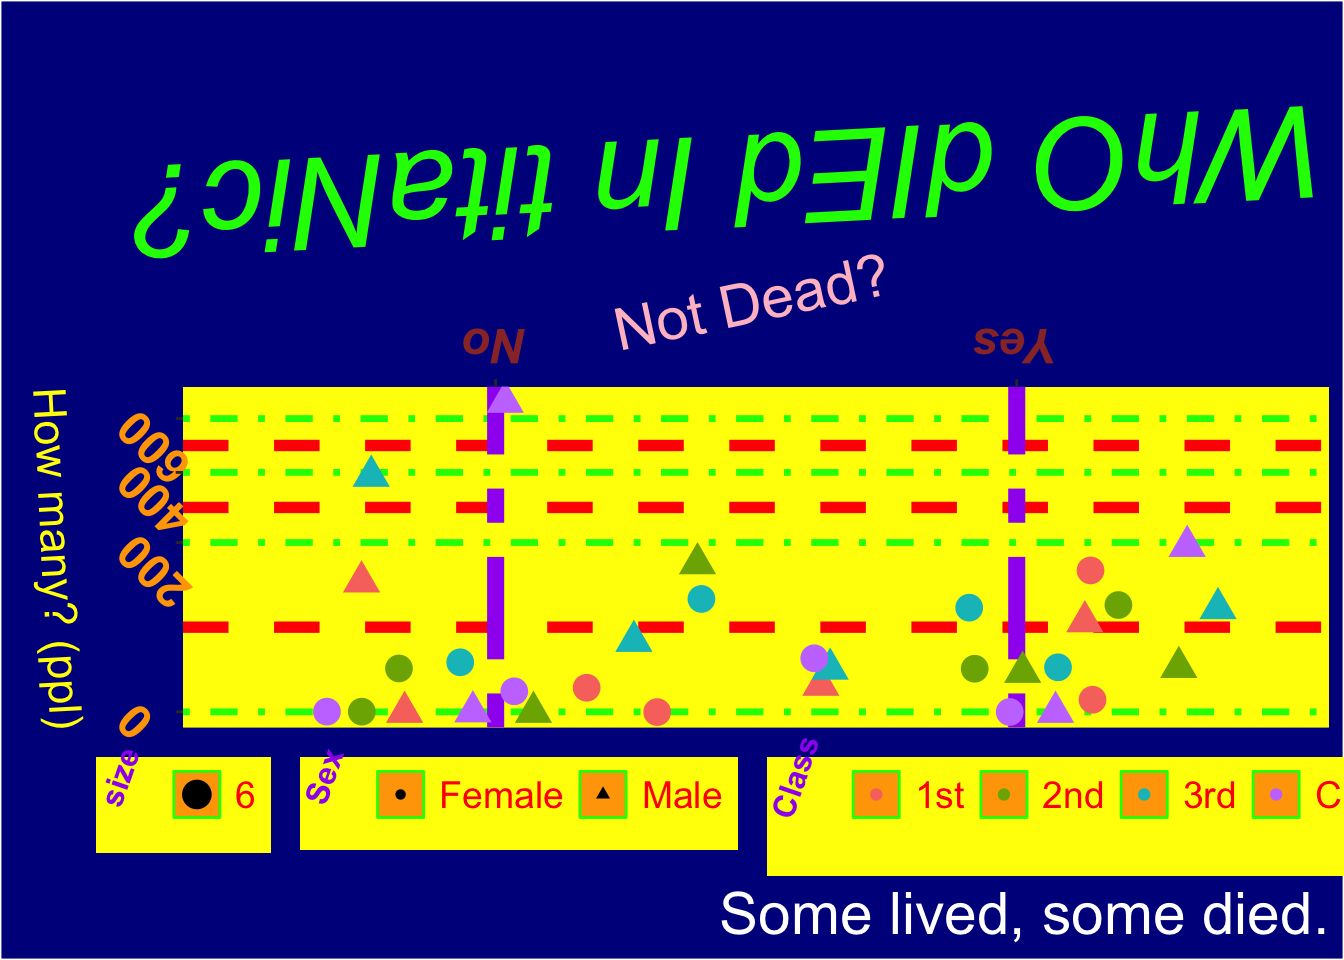 WhO dIEd In titaNic?
Not Dead?
No
Yes
How many? (ppl)
600
400
200
0
size
6
Sex
Female
Male
Class
1st
2nd
3rd
C
Some lived, some died.